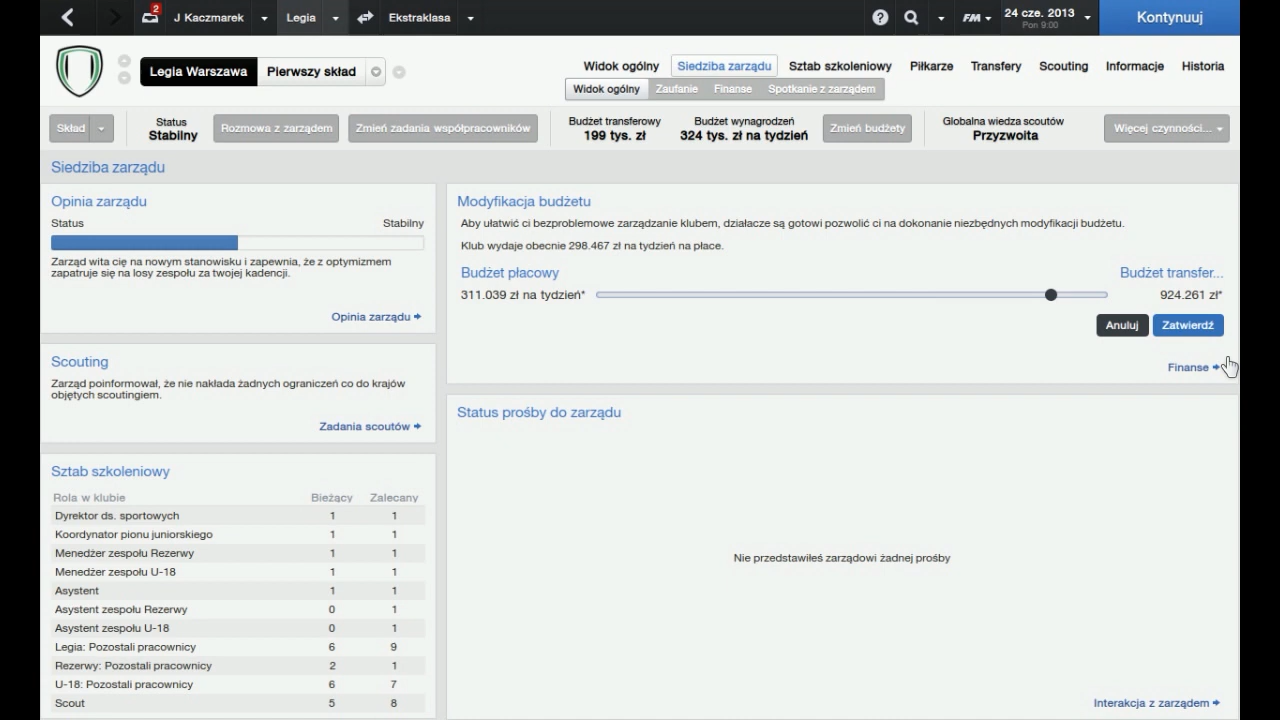 2
J Kaczmarek
Legia
Ekstraklasa
?
FM
24 cze. 2013
Pon 9:00
Kontynuuj
Legia Warszawa
Pierwszy skład
Widok ogólny
Siedziba zarządu
Sztab szkoleniowy
Piłkarze
Transfery
Scouting
Informacje
Historia
Widok ogólny
Zaufanie
Finanse
Spotkanie z zarządem
Skład
Status
Stabilny
Rozmowa z zarządem
Zmień zadania współpracowników
Budżet transferowy
199 tys. zł
Budżet wynagrodzeń
324 tys. zł na tydzień
Zmień budżety
Globalna wiedza scoutów
Przyzwoita
Więcej czynności...
Siedziba zarządu
Opinia zarządu
Status Stabilny
Zarząd wita cię na nowym stanowisku i zapewnia, że z optymizmem
zapatruje się na losy zespołu za twojej kadencji.
Opinia zarządu
Scouting
Zarząd poinformował, że nie nakłada żadnych ograniczeń co do krajów
objętych scoutingiem.
Zadania scoutów
Sztab szkoleniowy
Rola w klubie Bieżący Zalecany
Dyrektor ds. sportowych 1 1
Koordynator pionu juniorskiego 1 1
Menedżer zespołu Rezerwy 1 1
Menedżer zespołu U-18 1 1
Asystent 1 1
Asystent zespołu Rezerwy 0 1
Asystent zespołu U-18 0 1
Legia: Pozostali pracownicy 6 9
Rezerwy: Pozostali pracownicy 2 1
U-18: Pozostali pracownicy 6 7
Scout 5 8
Modyfikacja budżetu
Aby ułatwić ci bezproblemowe zarządzanie klubem, działacze są gotowi pozwolić ci na dokonanie niezbędnych modyfikacji budżetu.
Klub wydaje obecnie 298.467 zł na tydzień na płace.
Budżet płacowy Budżet transfer...
311.039 zł na tydzień* 924.261 zł*
Anuluj Zatwierdź
Finanse
Status prośby do zarządu
Nie przedstawiłeś zarządowi żadnej prośby
Interakcja z zarządem